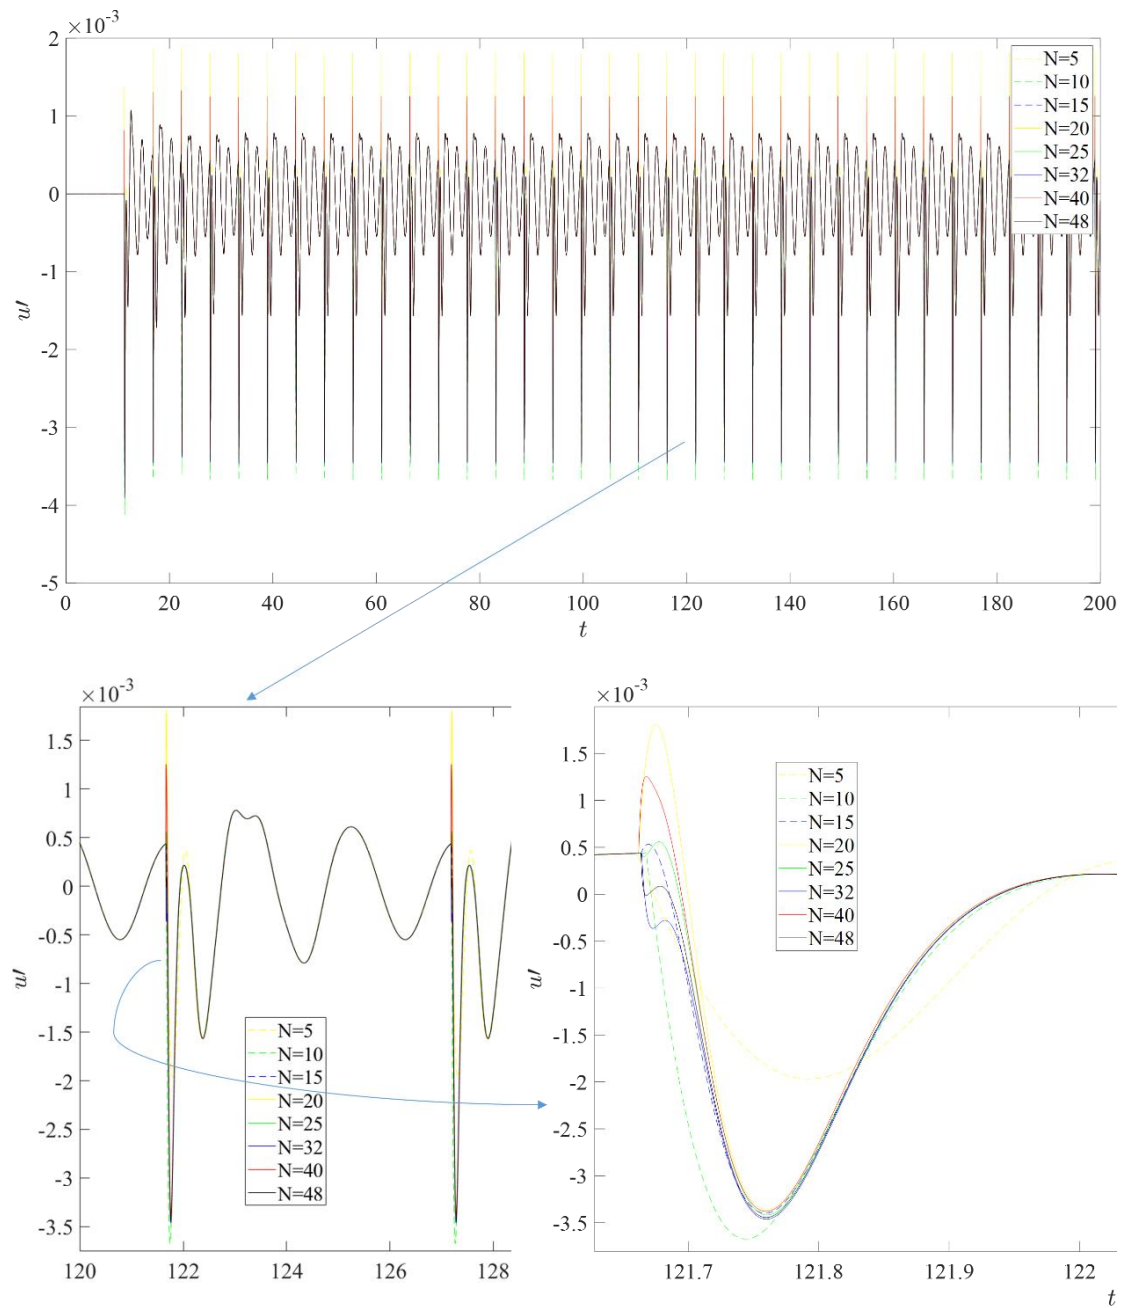 ×10⁻³
2
1
0
-1
-2
-3
-4
-5
u′
0 20 40 60 80 100 120 140 160 180 200
t
N=5
N=10
N=15
N=20
N=25
N=32
N=40
N=48
×10⁻³
1.5
1
0.5
0
-0.5
-1
-1.5
-2
-2.5
-3
-3.5
u′
120 122 124 126 128
N=5
N=10
N=15
N=20
N=25
N=32
N=40
N=48
×10⁻³
1.5
1
0.5
0
-0.5
-1
-1.5
-2
-2.5
-3
-3.5
u′
121.7 121.8 121.9 122
t
N=5
N=10
N=15
N=20
N=25
N=32
N=40
N=48